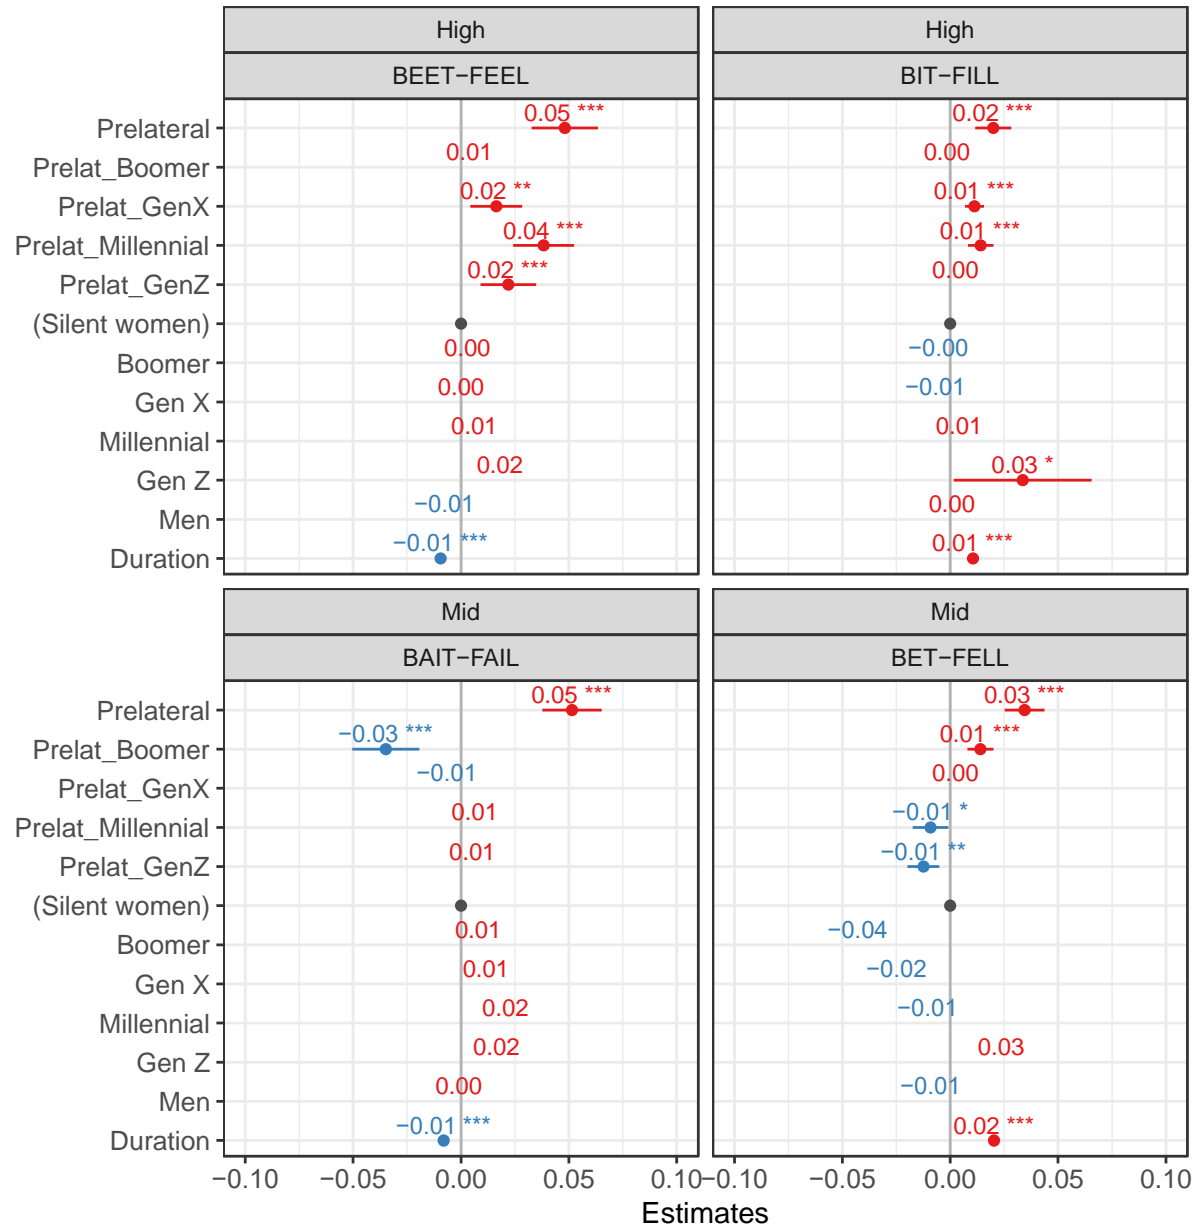 High
BEET−FEEL
High
BIT−FILL
Prelateral
Prelat_Boomer
Prelat_GenX
Prelat_Millennial
Prelat_GenZ
(Silent women)
Boomer
Gen X
Millennial
Gen Z
Men
Duration
0.05 ***
0.01
0.02 **
0.04 ***
0.02 ***
0.00
0.00
0.01
0.02
−0.01
−0.01 ***
0.02 ***
0.00
0.01 ***
0.01 ***
0.00
−0.00
−0.01
0.01
0.03 *
0.00
0.01 ***
Mid
BAIT−FAIL
Mid
BET−FELL
Prelateral
Prelat_Boomer
Prelat_GenX
Prelat_Millennial
Prelat_GenZ
(Silent women)
Boomer
Gen X
Millennial
Gen Z
Men
Duration
0.05 ***
−0.03 ***
−0.01
0.01
0.01
0.01
0.01
0.02
0.02
0.00
−0.01 ***
0.03 ***
0.01 ***
0.00
−0.01 *
−0.01 **
−0.04
−0.02
−0.01
0.03
−0.01
0.02 ***
−0.10 −0.05 0.00 0.05 0.10
−0.10 −0.05 0.00 0.05 0.10
Estimates